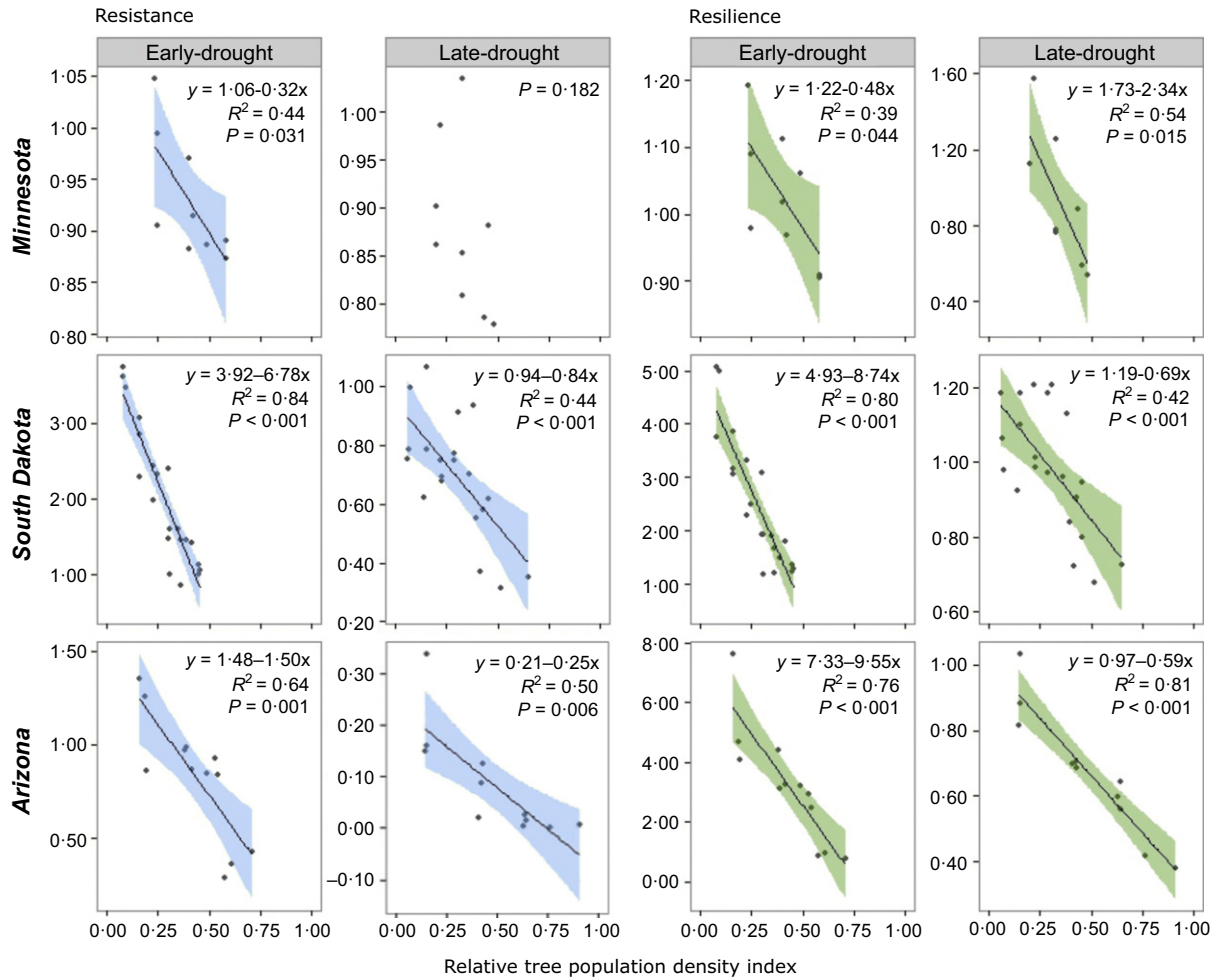 Resistance
Resilience
Early-drought
Late-drought
Early-drought
Late-drought
Minnesota
1·05
1·00
0·95
0·90
0·85
0·80
y = 1·06-0·32x
R² = 0·44
P = 0·031
1·00
0·95
0·90
0·85
0·80
P = 0·182
1·20
1·10
1·00
0·90
y = 1·22-0·48x
R² = 0·39
P = 0·044
1·60
1·20
0·80
0·40
y = 1·73-2·34x
R² = 0·54
P = 0·015
South Dakota
3·00
2·00
1·00
y = 3·92–6·78x
R² = 0·84
P < 0·001
1·00
0·80
0·60
0·40
0·20
y = 0·94–0·84x
R² = 0·44
P < 0·001
5·00
4·00
3·00
2·00
1·00
y = 4·93–8·74x
R² = 0·80
P < 0·001
1·20
1·00
0·80
0·60
y = 1·19-0·69x
R² = 0·42
P < 0·001
Arizona
1·50
1·00
0·50
y = 1·48–1·50x
R² = 0·64
P = 0·001
0·30
0·20
0·10
0·00
–0·10
y = 0·21–0·25x
R² = 0·50
P = 0·006
8·00
6·00
4·00
2·00
0·00
y = 7·33–9·55x
R² = 0·76
P < 0·001
1·00
0·80
0·60
0·40
y = 0·97–0·59x
R² = 0·81
P < 0·001
0·00 0·25 0·50 0·75 1·00
0·00 0·25 0·50 0·75 1·00
0·00 0·25 0·50 0·75 1·00
0·00 0·25 0·50 0·75 1·00
Relative tree population density index